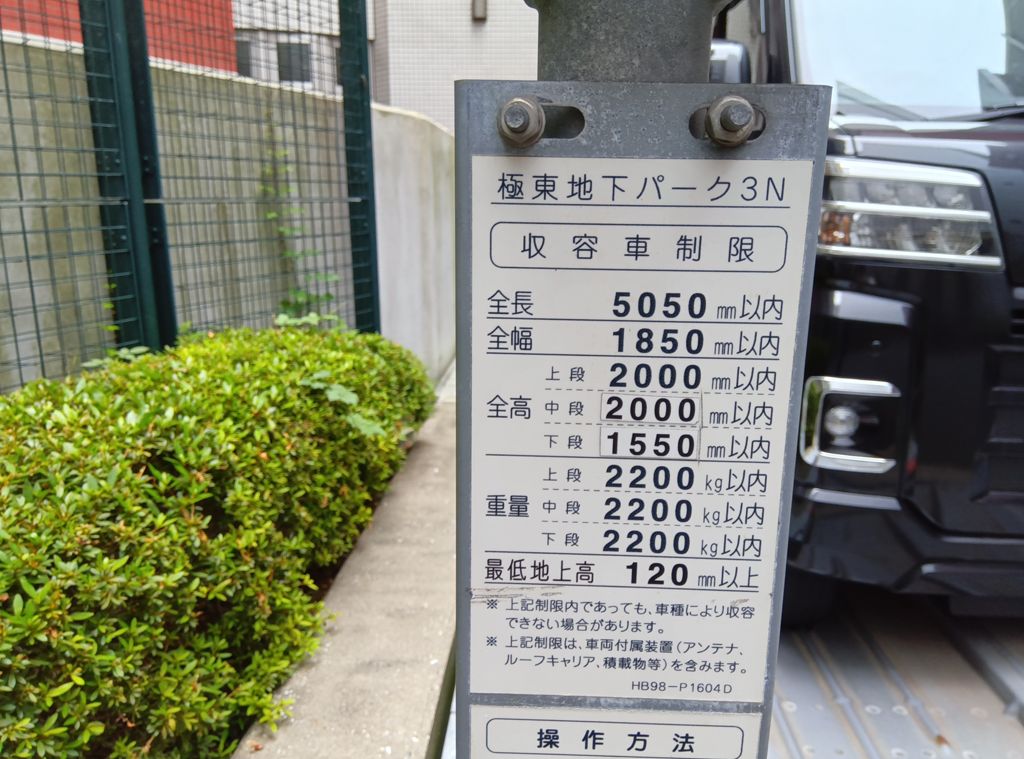 極東地下パーク3N
収容車制限
全長 5050 mm以内
全幅 1850 mm以内
全高 上段 2000 mm以内
中段 2000 mm以内
下段 1550 mm以内
重量 上段 2200 kg以内
中段 2200 kg以内
下段 2200 kg以内
最低地上高 120 mm以上
※ 上記制限内であっても、車種により収容
できない場合があります。
※ 上記制限は、車両付属装置(アンテナ、
ルーフキャリア、積載物等)を含みます。
HB98-P1604D
操作方法